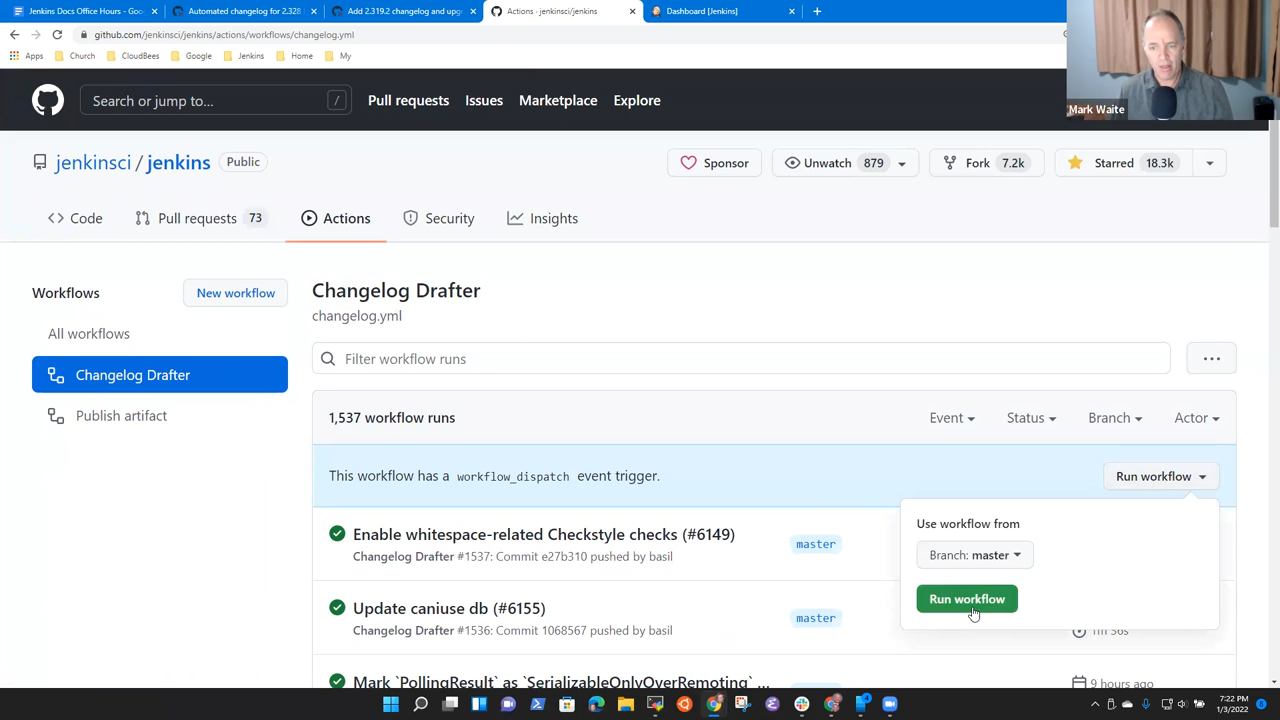 Jenkins Docs Office Hours - Goo
Automated changelog for 2.328
Add 2.319.2 changelog and upgr
Actions · jenkinsci/jenkins
Dashboard [Jenkins]
github.com/jenkinsci/jenkins/actions/workflows/changelog.yml
Apps
Church
CloudBees
Google
Jenkins
Home
My
Mark Waite
Search or jump to…
/
Pull requests
Issues
Marketplace
Explore
jenkinsci / jenkins
Public
Sponsor
Unwatch 879
Fork 7.2k
Starred 18.3k
Code
Pull requests 73
Actions
Security
Insights
Workflows
New workflow
All workflows
Changelog Drafter
Publish artifact
Changelog Drafter
changelog.yml
Filter workflow runs
1,537 workflow runs
Event
Status
Branch
Actor
This workflow has a workflow_dispatch event trigger.
Run workflow
Use workflow from
Branch: master
Run workflow
Enable whitespace-related Checkstyle checks (#6149)
Changelog Drafter #1537: Commit e27b310 pushed by basil
master
Update caniuse db (#6155)
Changelog Drafter #1536: Commit 1068567 pushed by basil
master
1m 36s
Mark `PollingResult` as `SerializableOnlyOverRemoting` …
9 hours ago
7:22 PM
1/3/2022